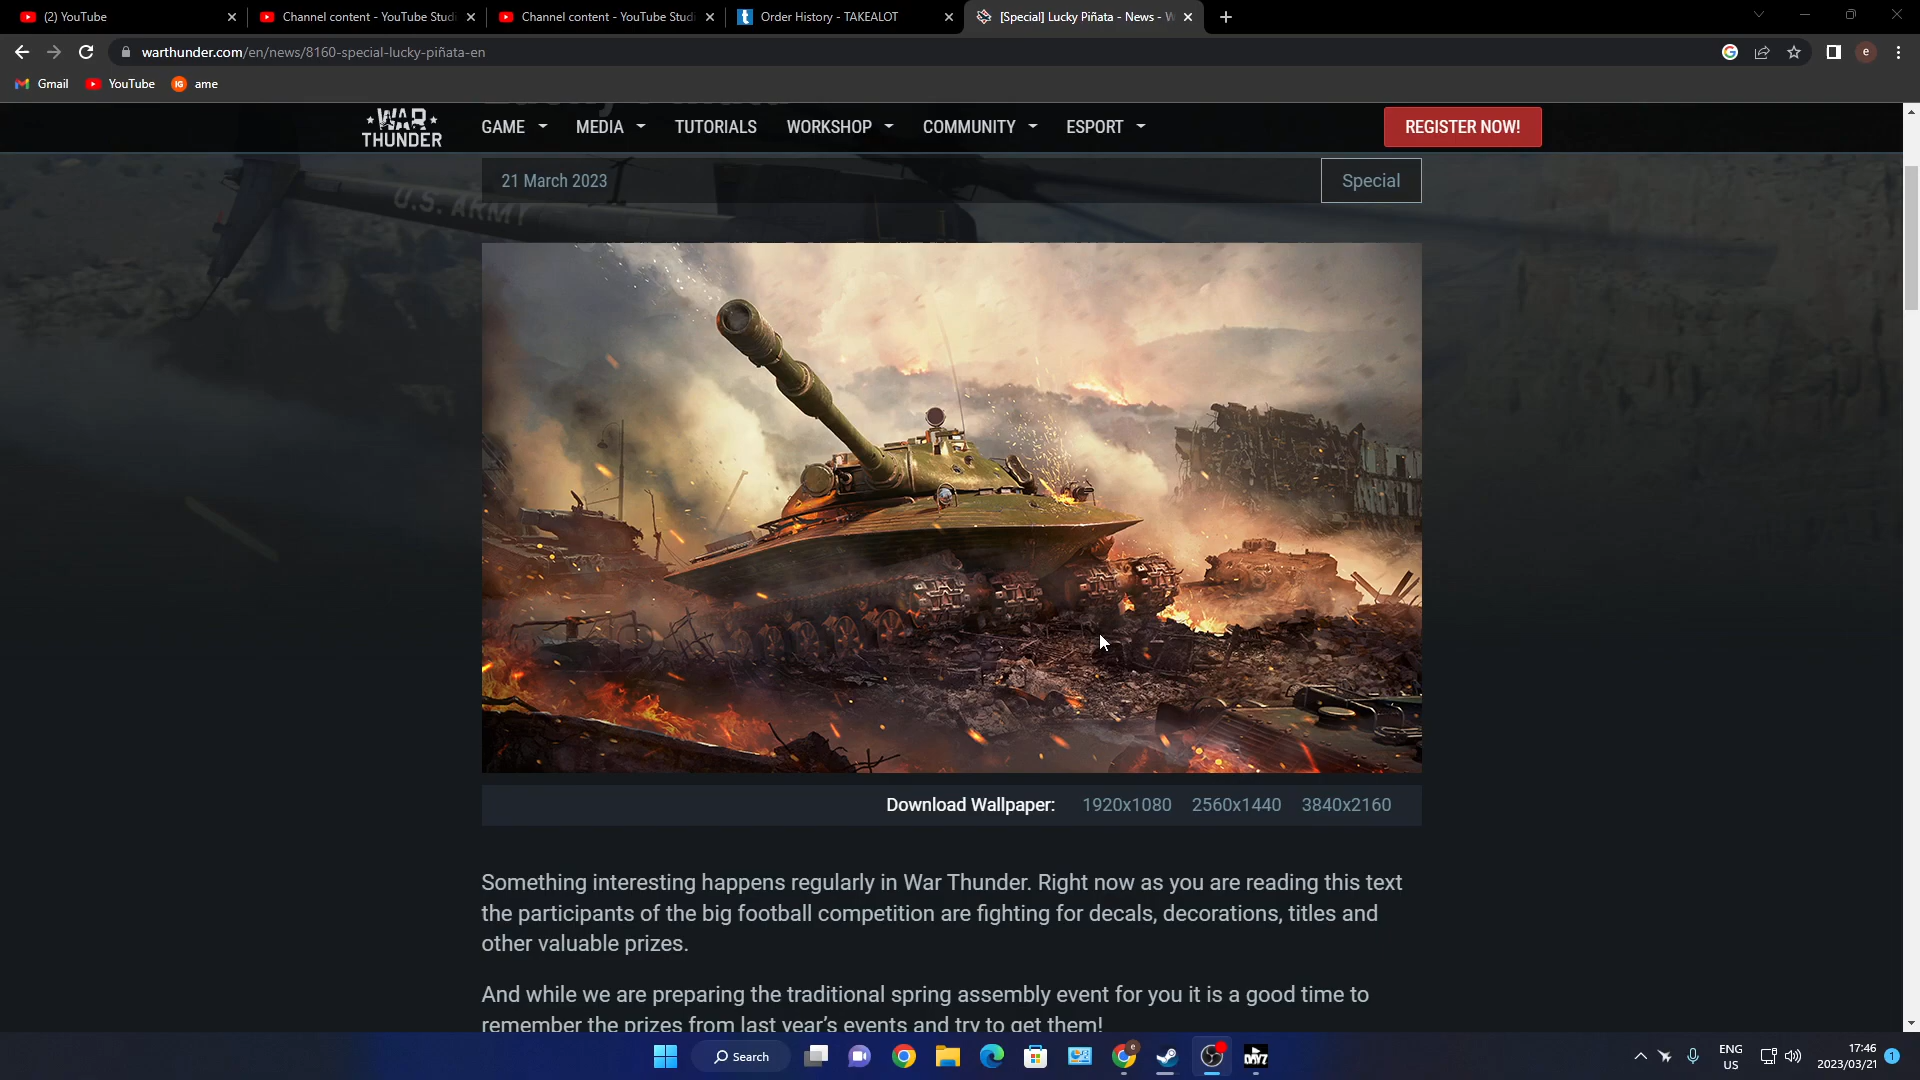 (2) YouTube
Channel content - YouTube Studi
Channel content - YouTube Studi
Order History - TAKEALOT
[Special] Lucky Piñata - News - W
warthunder.com/en/news/8160-special-lucky-piñata-en
e
Gmail
YouTube
IG
ame
WAR THUNDER
GAME
MEDIA
TUTORIALS
WORKSHOP
COMMUNITY
ESPORT
REGISTER NOW!
21 March 2023
Special
U.S. ARMY
Download Wallpaper:
1920x1080
2560x1440
3840x2160
Something interesting happens regularly in War Thunder. Right now as you are reading this text
the participants of the big football competition are fighting for decals, decorations, titles and
other valuable prizes.
And while we are preparing the traditional spring assembly event for you it is a good time to
remember the prizes from last year's events and try to get them!
Search
DAYZ
ENG
US
17:46
2023/03/21
1